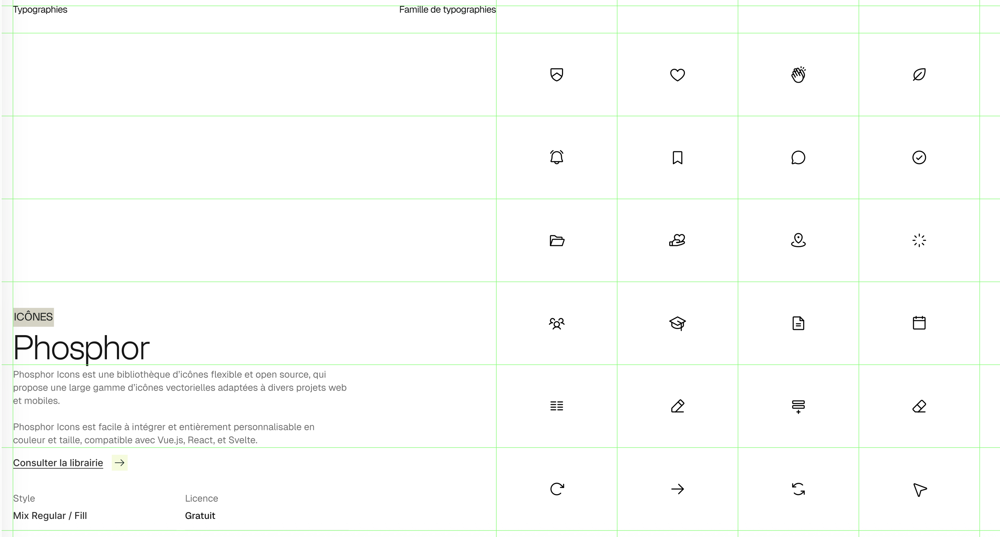 Typographies
Famille de typographies
ICÔNES
Phosphor
Phosphor Icons est une bibliothèque d’icônes flexible et open source, qui
propose une large gamme d’icônes vectorielles adaptées à divers projets web
et mobiles.
Phosphor Icons est facile à intégrer et entièrement personnalisable en
couleur et taille, compatible avec Vue.js, React, et Svelte.
Consulter la librairie
Style
Licence
Mix Regular / Fill
Gratuit